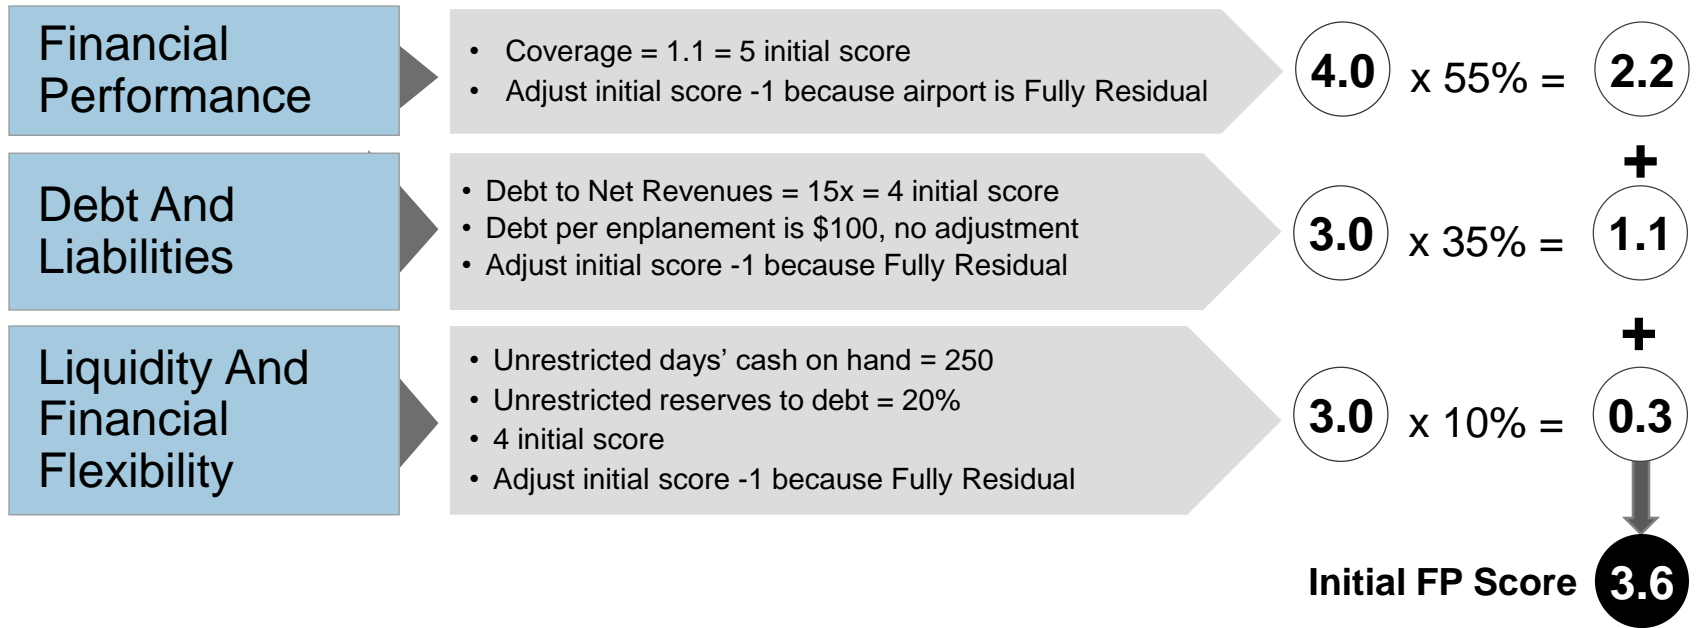 Financial
Performance
• Coverage = 1.1 = 5 initial score
• Adjust initial score -1 because airport is Fully Residual
4.0 x 55% = 2.2
+
Debt And
Liabilities
• Debt to Net Revenues = 15x = 4 initial score
• Debt per enplanement is $100, no adjustment
• Adjust initial score -1 because Fully Residual
3.0 x 35% = 1.1
+
Liquidity And
Financial
Flexibility
• Unrestricted days’ cash on hand = 250
• Unrestricted reserves to debt = 20%
• 4 initial score
• Adjust initial score -1 because Fully Residual
3.0 x 10% = 0.3
Initial FP Score 3.6